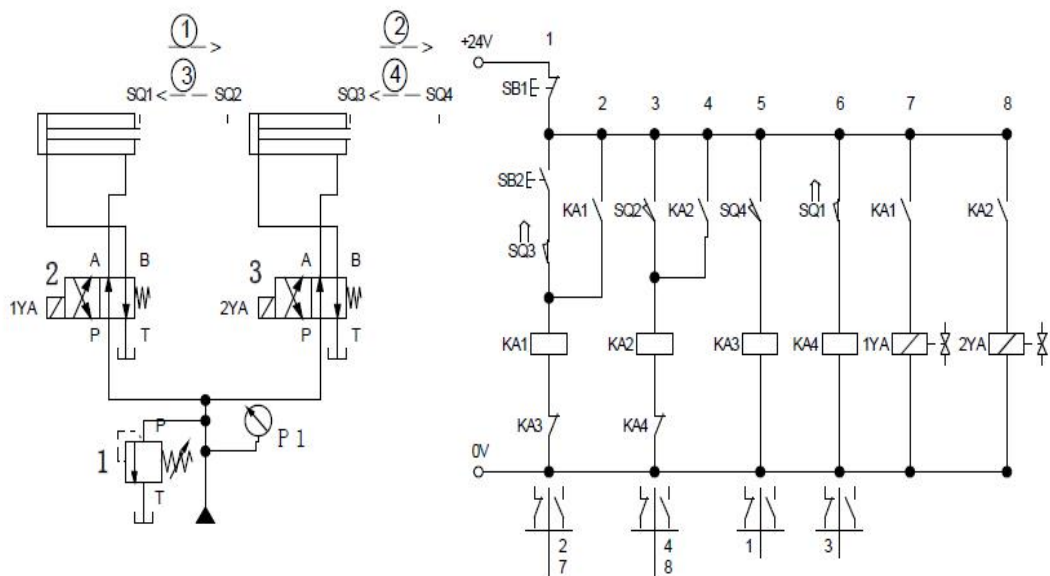 1
2
3
4
SQ1 SQ2
SQ3 SQ4
2
A B
1YA
P T
3
A B
2YA
P T
P
1
T
P1
+24V
1
SB1
2 3 4 5 6 7 8
SB2
KA1
SQ2
KA2
SQ4
SQ1
KA1
KA2
SQ3
KA1
KA2
KA3
KA4
1YA
2YA
KA3
KA4
0V
2
7
4
8
1
3